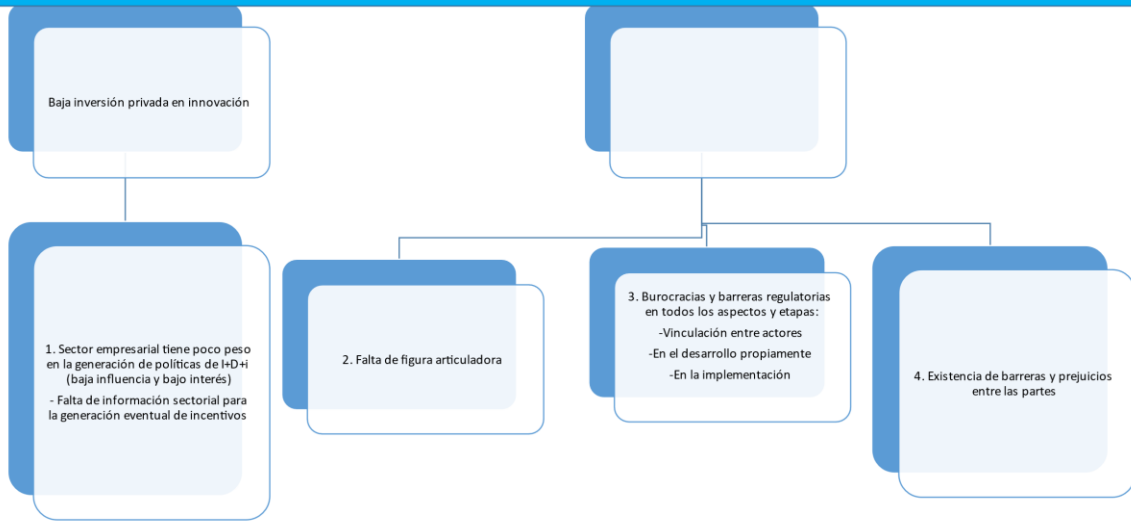 Baja inversión privada en innovación
1. Sector empresarial tiene poco peso
en la generación de políticas de I+D+i
(baja influencia y bajo interés)
- Falta de información sectorial para
la generación eventual de incentivos
2. Falta de figura articuladora
3. Burocracias y barreras regulatorias
en todos los aspectos y etapas:
-Vinculación entre actores
-En el desarrollo propiamente
-En la implementación
4. Existencia de barreras y prejuicios
entre las partes